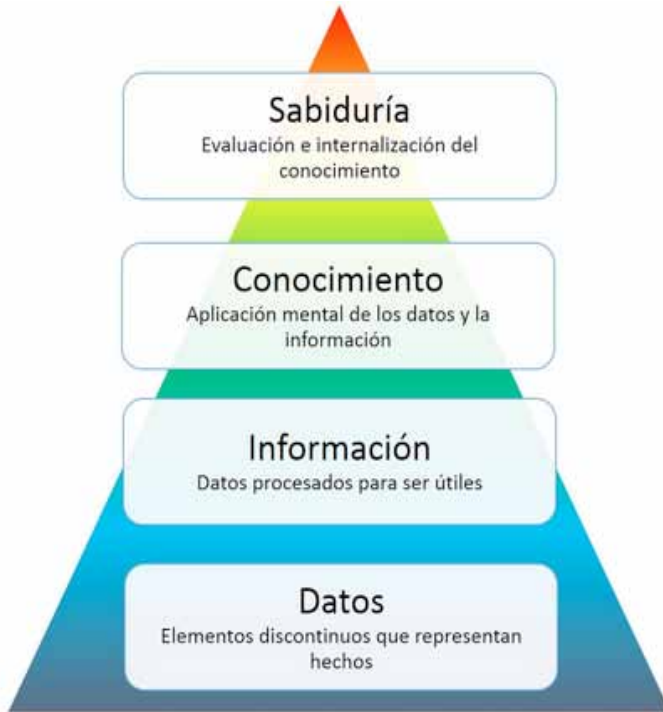 Sabiduría
Evaluación e internalización del
conocimiento
Conocimiento
Aplicación mental de los datos y la
información
Información
Datos procesados para ser útiles
Datos
Elementos discontinuos que representan
hechos